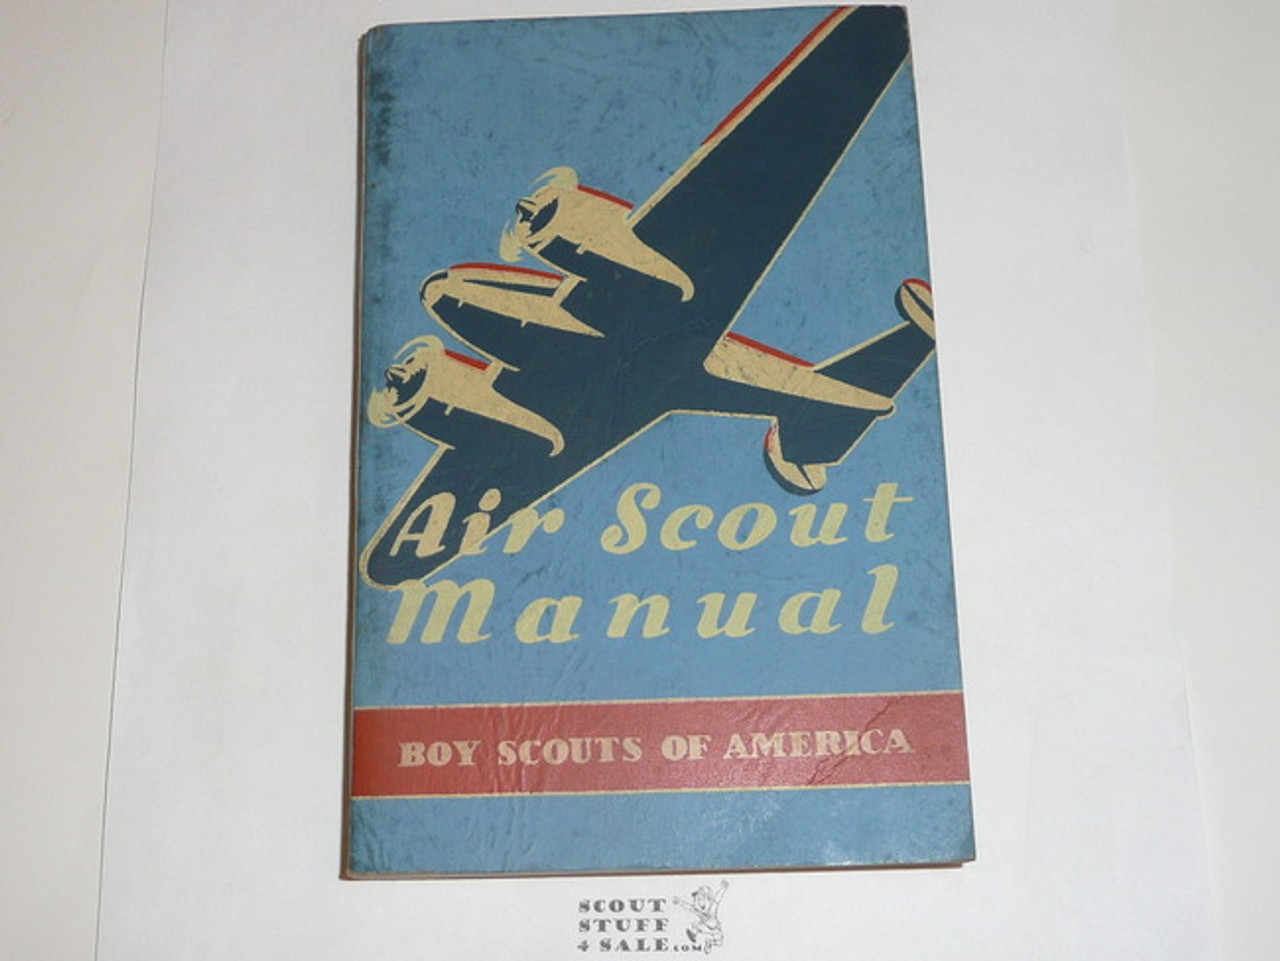 Air Scout
Manual
BOY SCOUTS OF AMERICA
SCOUT
STUFF
4 SALE.COM